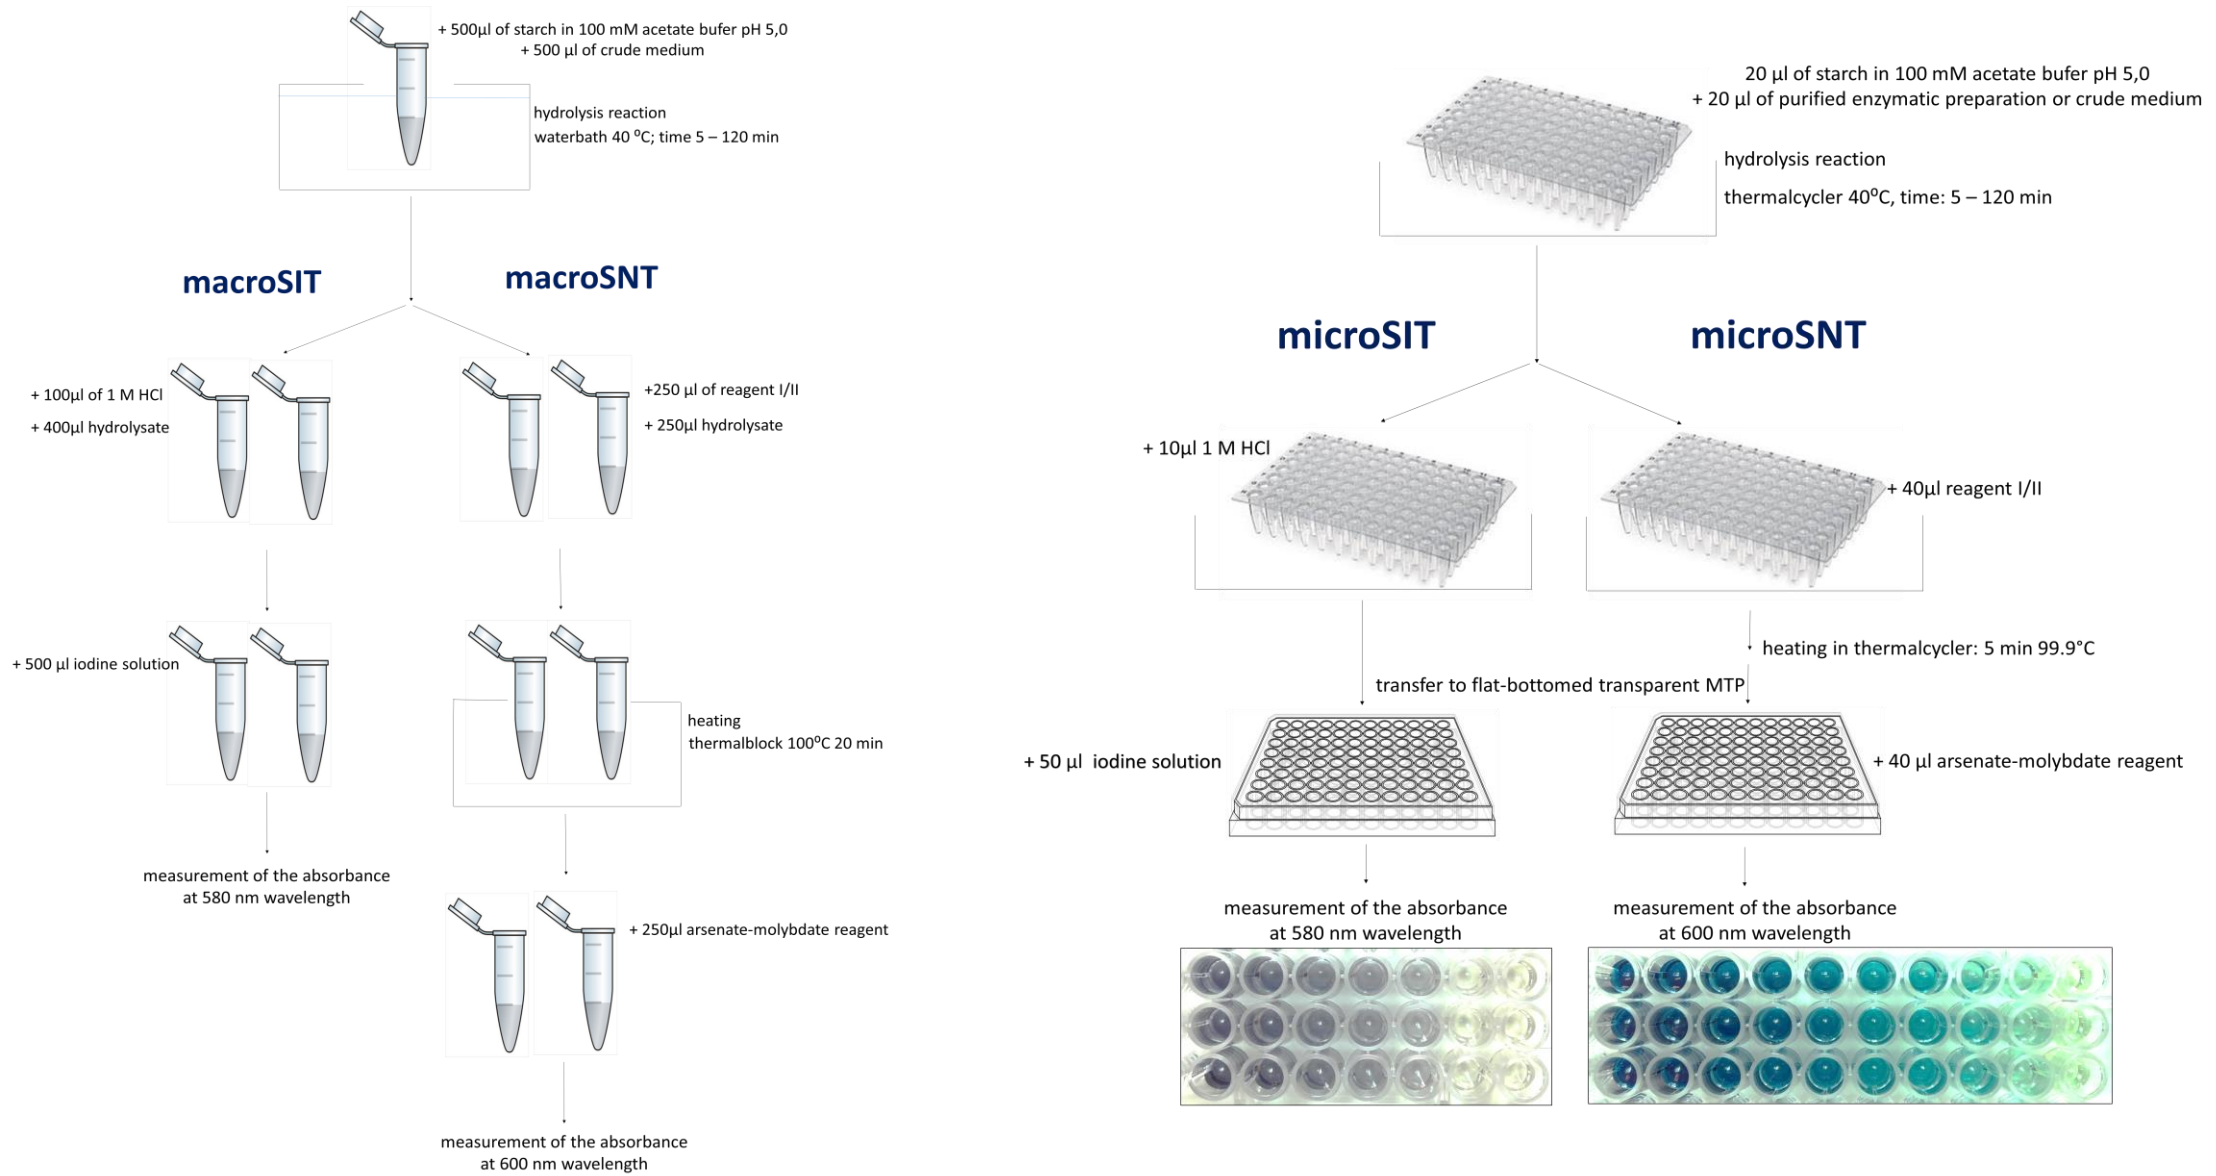 + 500µl of starch in 100 mM acetate bufer pH 5,0
+ 500 µl of crude medium
hydrolysis reaction
waterbath 40 ⁰C; time 5 – 120 min
macroSIT
macroSNT
+ 100µl of 1 M HCl
+ 400µl hydrolysate
+250 µl of reagent I/II
+ 250µl hydrolysate
+ 500 µl iodine solution
heating
thermalblock 100⁰C 20 min
measurement of the absorbance
at 580 nm wavelength
+ 250µl arsenate-molybdate reagent
measurement of the absorbance
at 600 nm wavelength
20 µl of starch in 100 mM acetate bufer pH 5,0
+ 20 µl of purified enzymatic preparation or crude medium
hydrolysis reaction
thermalcycler 40⁰C, time: 5 – 120 min
microSIT
microSNT
+ 10µl 1 M HCl
+ 40µl reagent I/II
heating in thermalcycler: 5 min 99.9°C
transfer to flat-bottomed transparent MTP
+ 50 µl iodine solution
+ 40 µl arsenate-molybdate reagent
measurement of the absorbance
at 580 nm wavelength
measurement of the absorbance
at 600 nm wavelength